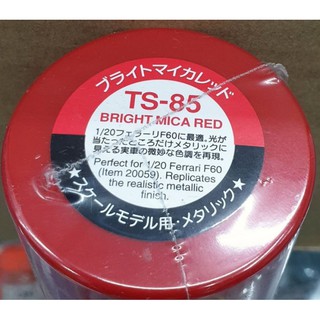 ブライトマイカレッド
TS-85
BRIGHT MICA RED
1/20フェラーリF60に最適。光が
当たったところだけメタリックに
見える実車の微妙な色調を再現。
Perfect for 1/20 Ferrari F60
(Item 20059). Replicates
the realistic metallic
finish.
★スケールモデル用・メタリック★